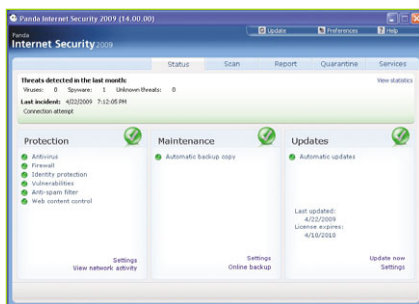 Panda Internet Security 2009 (14.00.00)
Panda
Internet Security 2009
Update
Preferences
? Help
Status
Scan
Report
Quarantine
Services
Threats detected in the last month:
View statistics
Viruses: 0 Spyware: 1 Unknown threats: 0
Last incident: 4/22/2009 7:12:05 PM
Connection attempt
Protection
Antivirus
Firewall
Identity protection
Vulnerabilities
Anti-spam filter
Web content control
Settings
View network activity
Maintenance
Automatic backup copy
Settings
Online backup
Updates
Automatic updates
Last updated:
4/22/2009
License expires:
4/10/2010
Update now
Settings